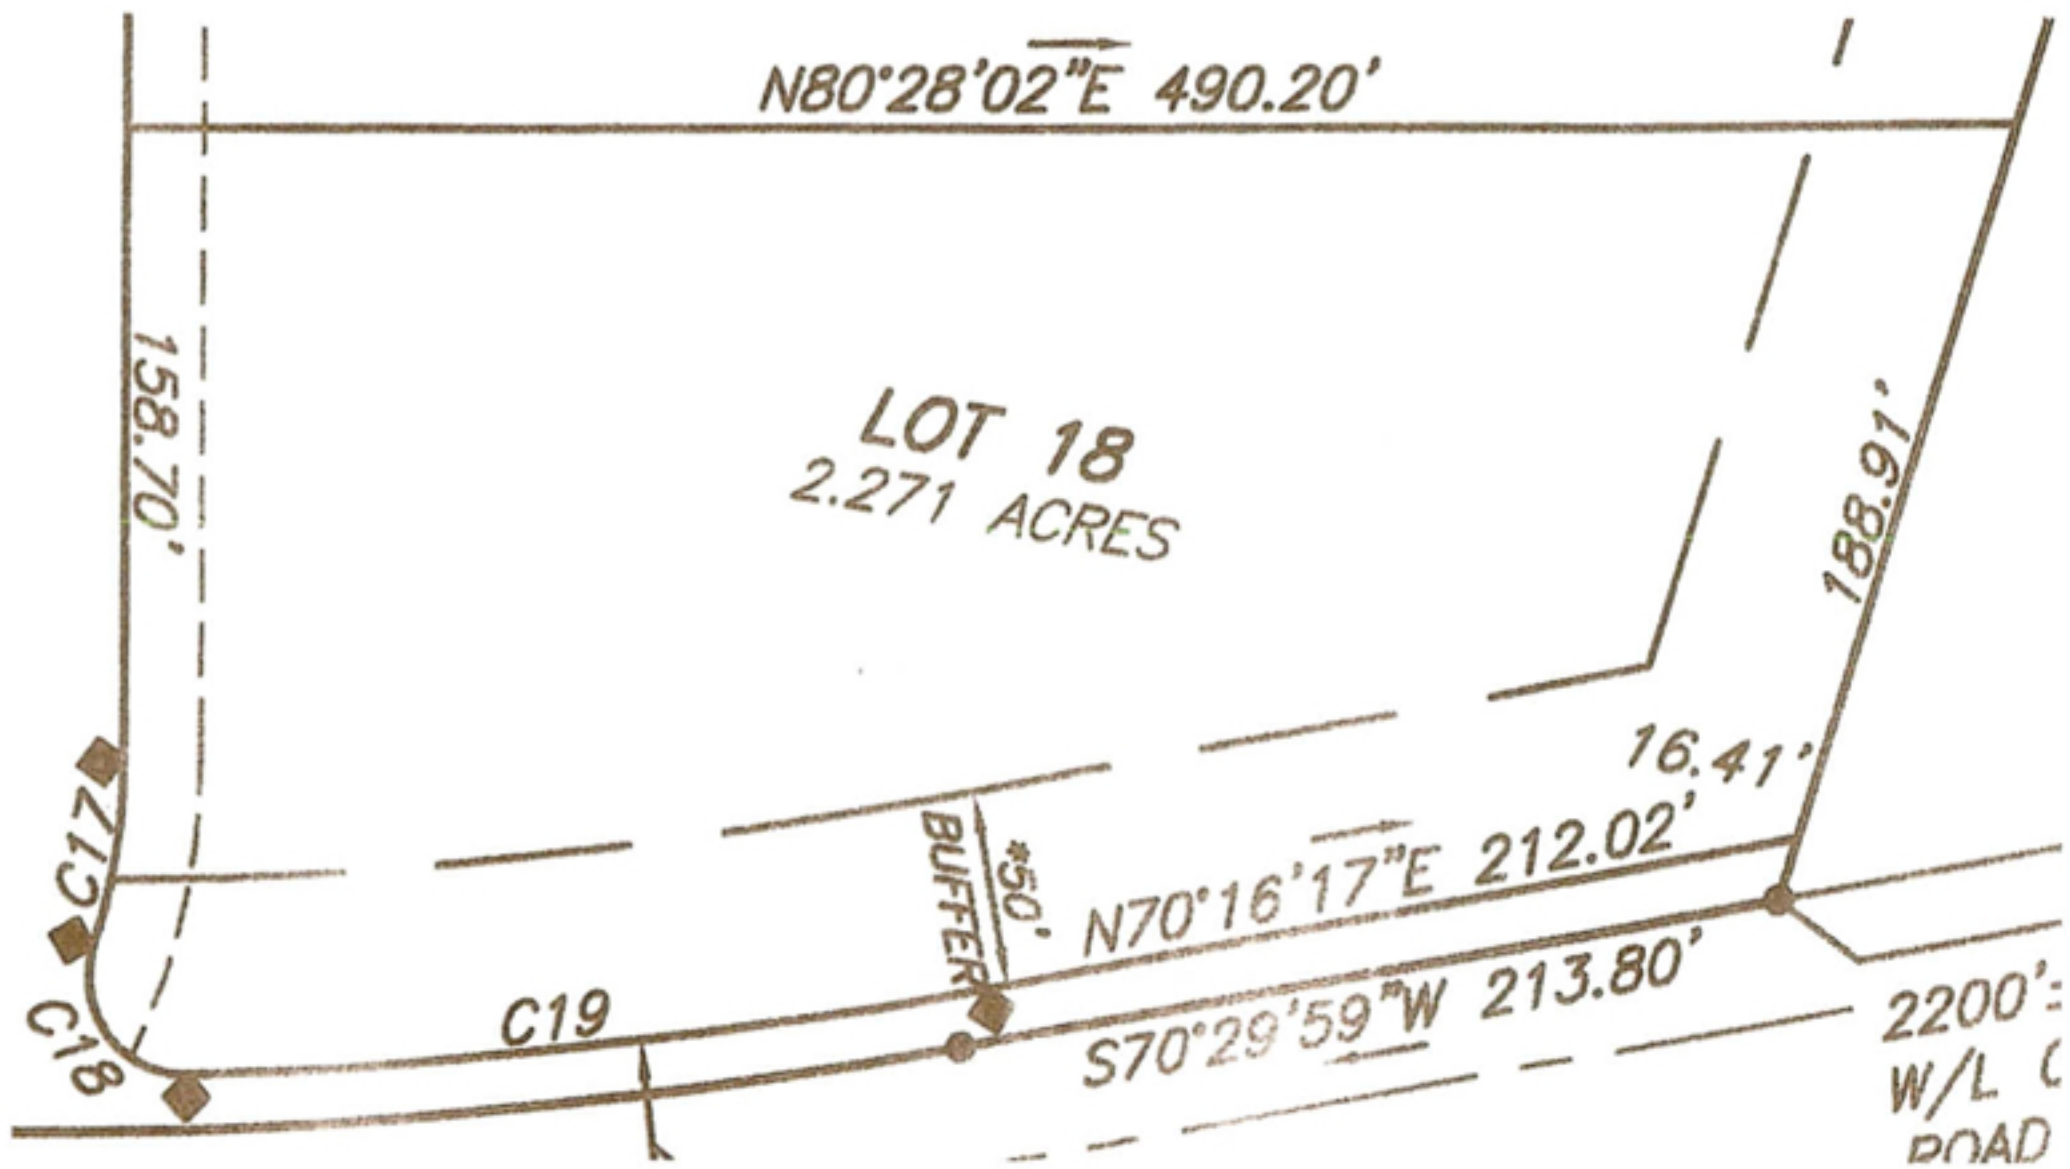 N80°28'02"E 490.20'
158.70'
LOT 18
2.271 ACRES
188.91'
16.41'
C17
BUFFER
*50'
N70°16'17"E 212.02'
C19
C18
S70°29'59"W 213.80'
2200'±
W/L
ROAD